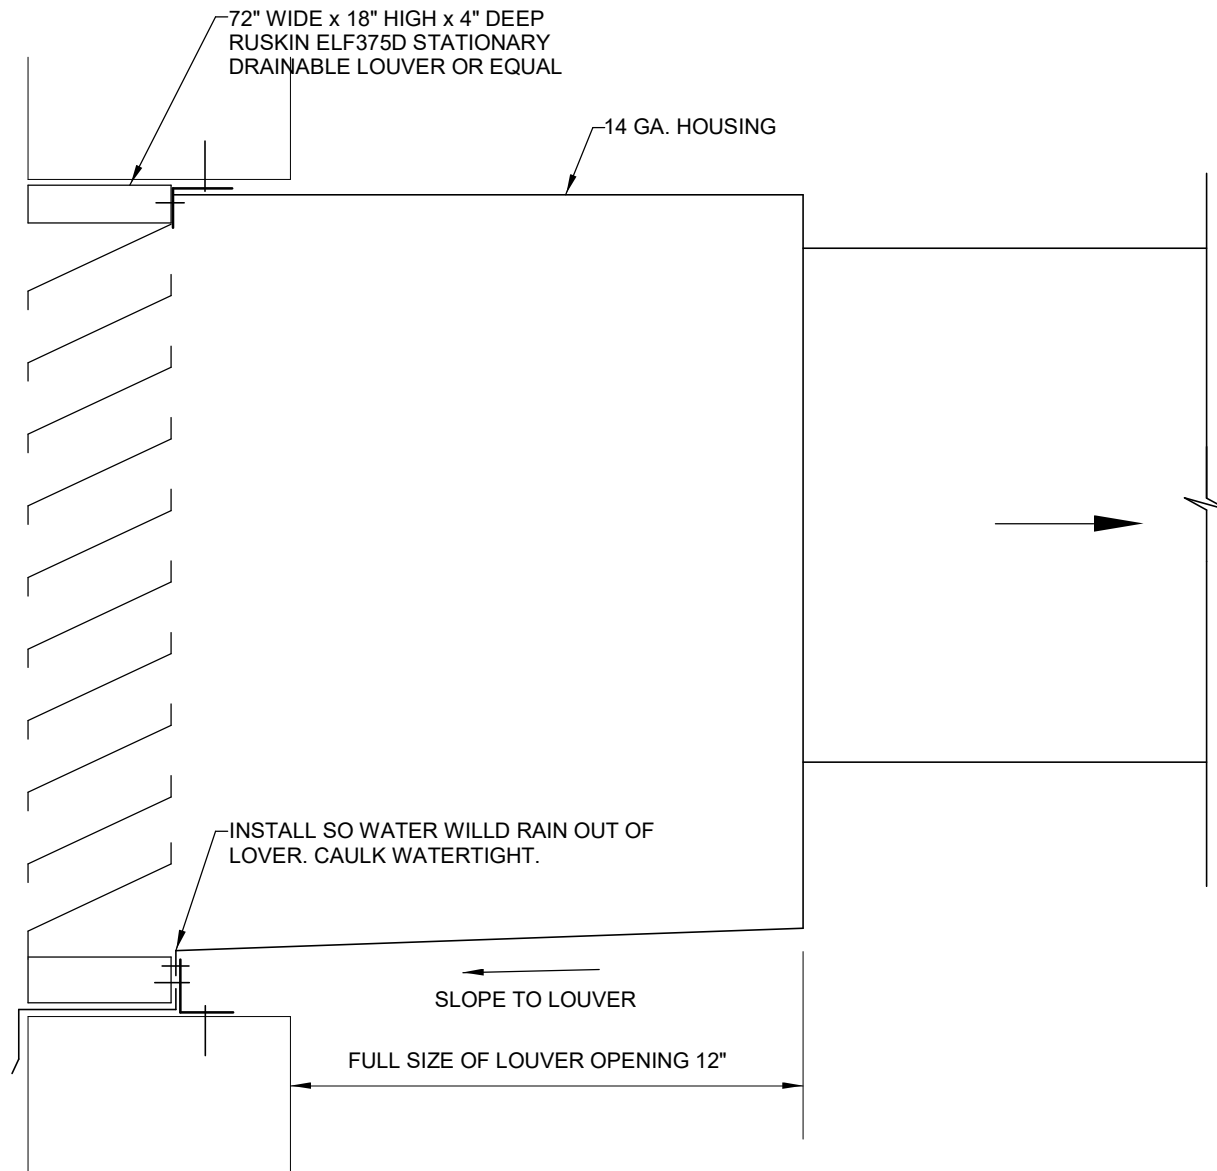 72" WIDE x 18" HIGH x 4" DEEP
RUSKIN ELF375D STATIONARY
DRAINABLE LOUVER OR EQUAL
14 GA. HOUSING
INSTALL SO WATER WILLD RAIN OUT OF
LOVER. CAULK WATERTIGHT.
SLOPE TO LOUVER
FULL SIZE OF LOUVER OPENING 12"